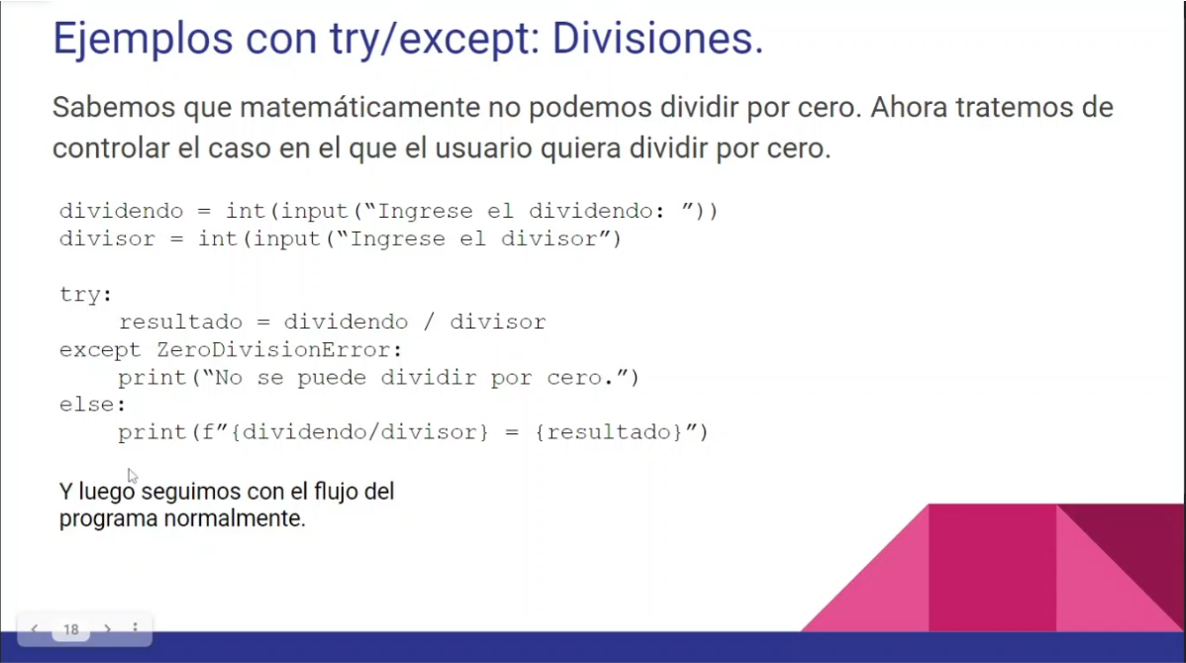 Ejemplos con try/except: Divisiones.
Sabemos que matemáticamente no podemos dividir por cero. Ahora tratemos de
controlar el caso en el que el usuario quiera dividir por cero.
dividendo = int(input(“Ingrese el dividendo: ”))
divisor = int(input(“Ingrese el divisor”)
try:
    resultado = dividendo / divisor
except ZeroDivisionError:
    print(“No se puede dividir por cero.”)
else:
    print(f”{dividendo/divisor} = {resultado}”)
Y luego seguimos con el flujo del
programa normalmente.
18